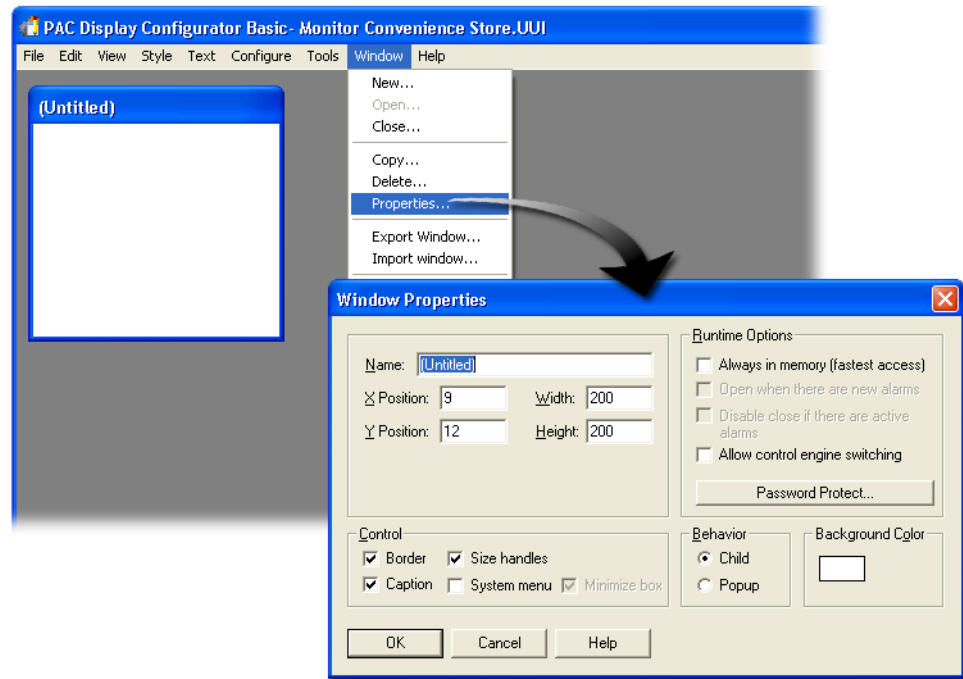 PAC Display Configurator Basic- Monitor Convenience Store.UUI
File Edit View Style Text Configure Tools Window Help
(Untitled)
New...
Open...
Close...
Copy...
Delete...
Properties...
Export Window...
Import window...
Window Properties
Name: (Untitled)
X Position: 9 Width: 200
Y Position: 12 Height: 200
Runtime Options
Always in memory (fastest access)
Open when there are new alarms
Disable close if there are active
alarms
Allow control engine switching
Password Protect...
Control
Border Size handles
Caption System menu Minimize box
Behavior
Child
Popup
Background Color
OK Cancel Help